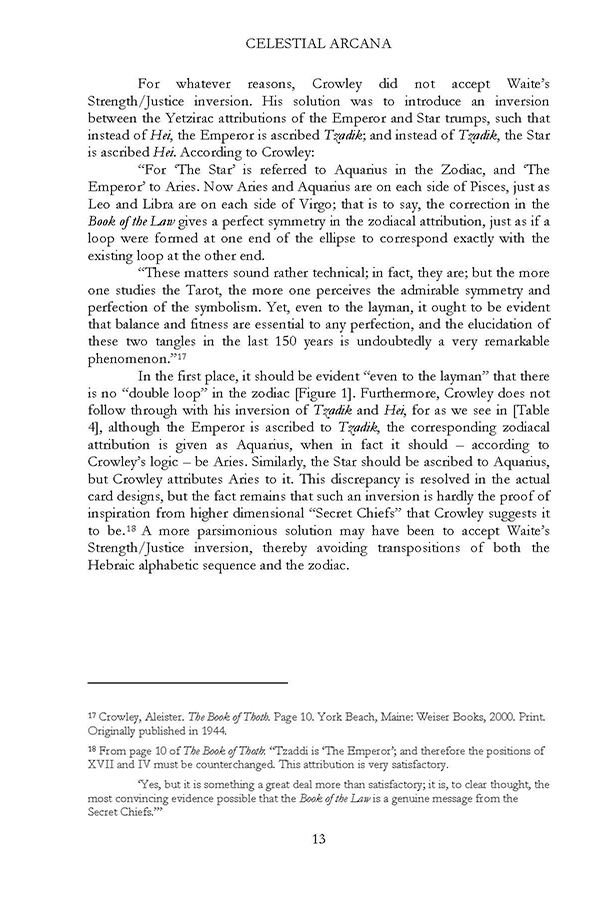 CELESTIAL ARCANA
For whatever reasons, Crowley did not accept Waite's
Strength/Justice inversion. His solution was to introduce an inversion
between the Yetzirac attributions of the Emperor and Star trumps, such that
instead of Hei, the Emperor is ascribed Tzadik; and instead of Tzadik, the Star
is ascribed Hei. According to Crowley:
“For ‘The Star’ is referred to Aquarius in the Zodiac, and ‘The
Emperor’ to Aries. Now Aries and Aquarius are on each side of Pisces, just as
Leo and Libra are on each side of Virgo; that is to say, the correction in the
Book of the Law gives a perfect symmetry in the zodiacal attribution, just as if a
loop were formed at one end of the ellipse to correspond exactly with the
existing loop at the other end.
“These matters sound rather technical; in fact, they are; but the more
one studies the Tarot, the more one perceives the admirable symmetry and
perfection of the symbolism. Yet, even to the layman, it ought to be evident
that balance and fitness are essential to any perfection, and the elucidation of
these two tangles in the last 150 years is undoubtedly a very remarkable
phenomenon.”17
In the first place, it should be evident “even to the layman” that there
is no “double loop” in the zodiac [Figure 1]. Furthermore, Crowley does not
follow through with his inversion of Tzadik and Hei, for as we see in [Table
4], although the Emperor is ascribed to Tzadik, the corresponding zodiacal
attribution is given as Aquarius, when in fact it should – according to
Crowley's logic – be Aries. Similarly, the Star should be ascribed to Aquarius,
but Crowley attributes Aries to it. This discrepancy is resolved in the actual
card designs, but the fact remains that such an inversion is hardly the proof of
inspiration from higher dimensional “Secret Chiefs” that Crowley suggests it
to be.18 A more parsimonious solution may have been to accept Waite's
Strength/Justice inversion, thereby avoiding transpositions of both the
Hebraic alphabetic sequence and the zodiac.
17 Crowley, Aleister. The Book of Thoth. Page 10. York Beach, Maine: Weiser Books, 2000. Print.
Originally published in 1944.
18 From page 10 of The Book of Thoth: “Tzaddi is ‘The Emperor’; and therefore the positions of
XVII and IV must be counterchanged. This attribution is very satisfactory.
‘Yes, but it is something a great deal more than satisfactory; it is, to clear thought, the
most convincing evidence possible that the Book of the Law is a genuine message from the
Secret Chiefs.’”
13